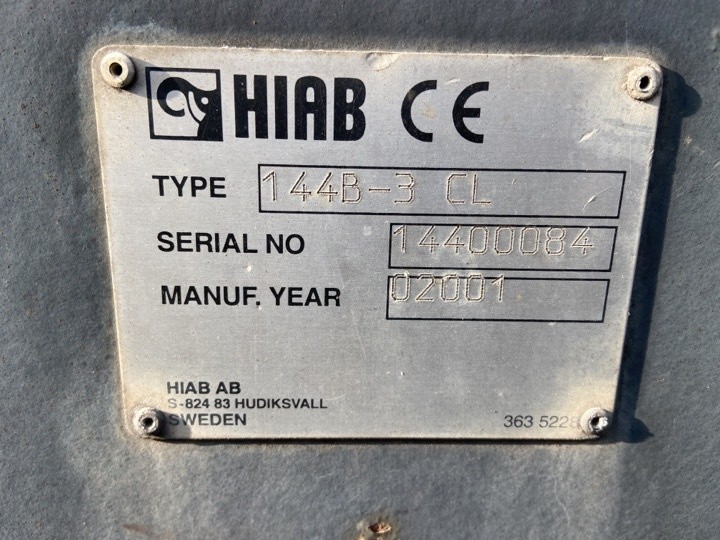 HIAB CE
TYPE 144B-3 CL
SERIAL NO 14400084
MANUF. YEAR 02001
HIAB AB
S-824 83 HUDIKSVALL
SWEDEN 363 5228